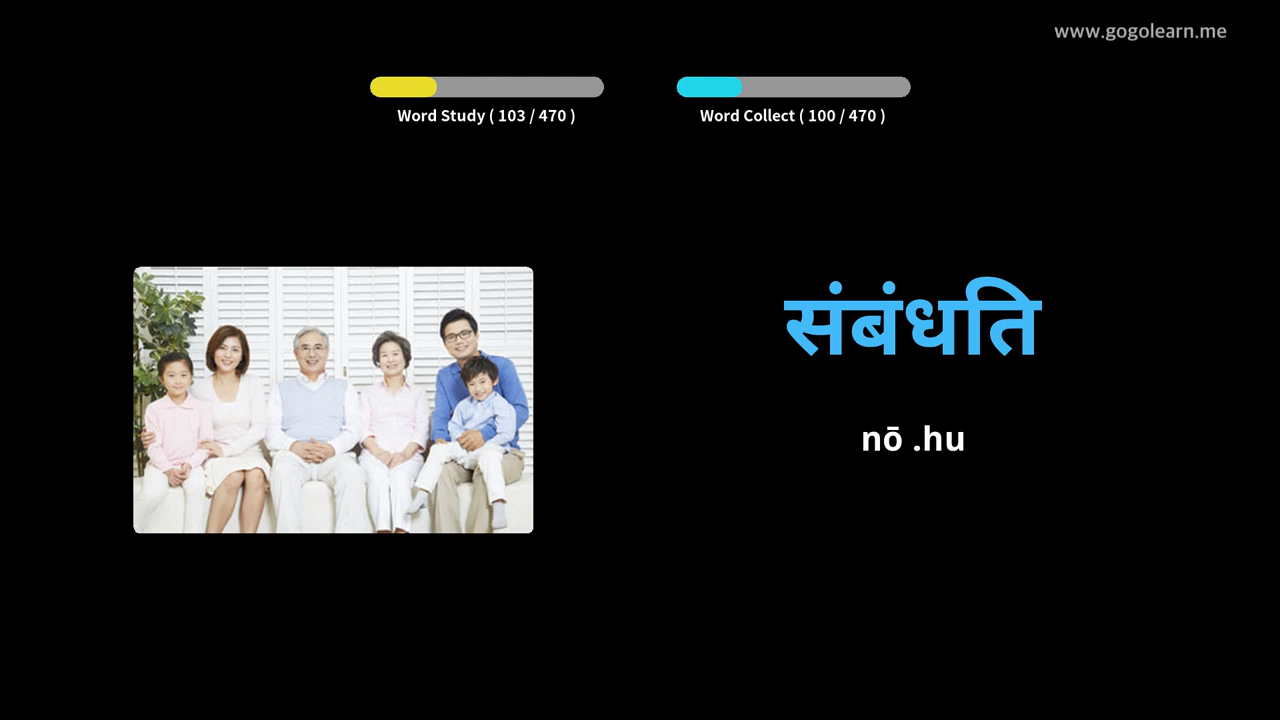 www.gogolearn.me
Word Study ( 103 / 470 )
Word Collect ( 100 / 470 )
संबंधति
nō .hu